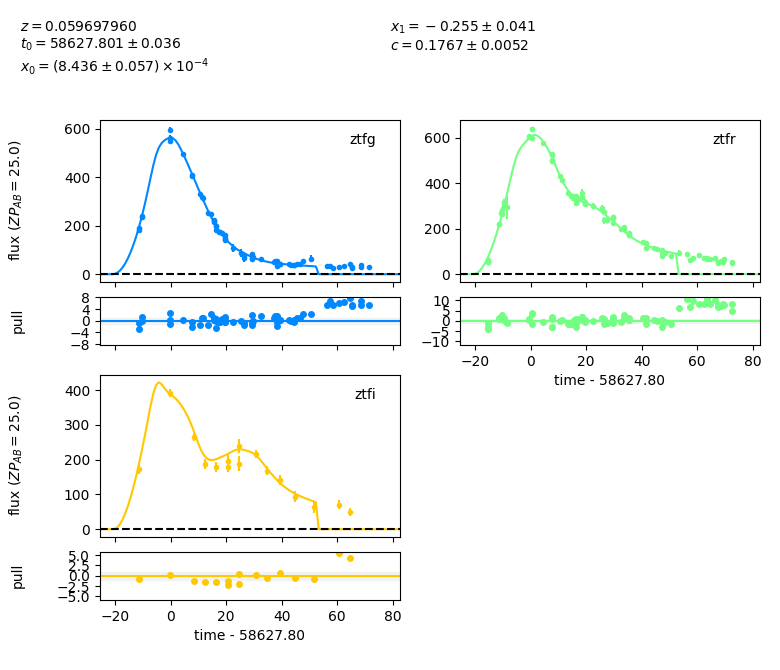 z = 0.059697960
t₀ = 58627.801 ± 0.036
x₀ = (8.436 ± 0.057) × 10⁻⁴
x₁ = −0.255 ± 0.041
c = 0.1767 ± 0.0052
flux (ZP_AB = 25.0)
600
400
200
0
ztfg
pull
8
4
0
−4
−8
600
400
200
0
ztfr
10
5
0
−5
−10
−20 0 20 40 60 80
time - 58627.80
flux (ZP_AB = 25.0)
400
300
200
100
0
ztfi
pull
5.0
2.5
0.0
−2.5
−5.0
−20 0 20 40 60 80
time - 58627.80